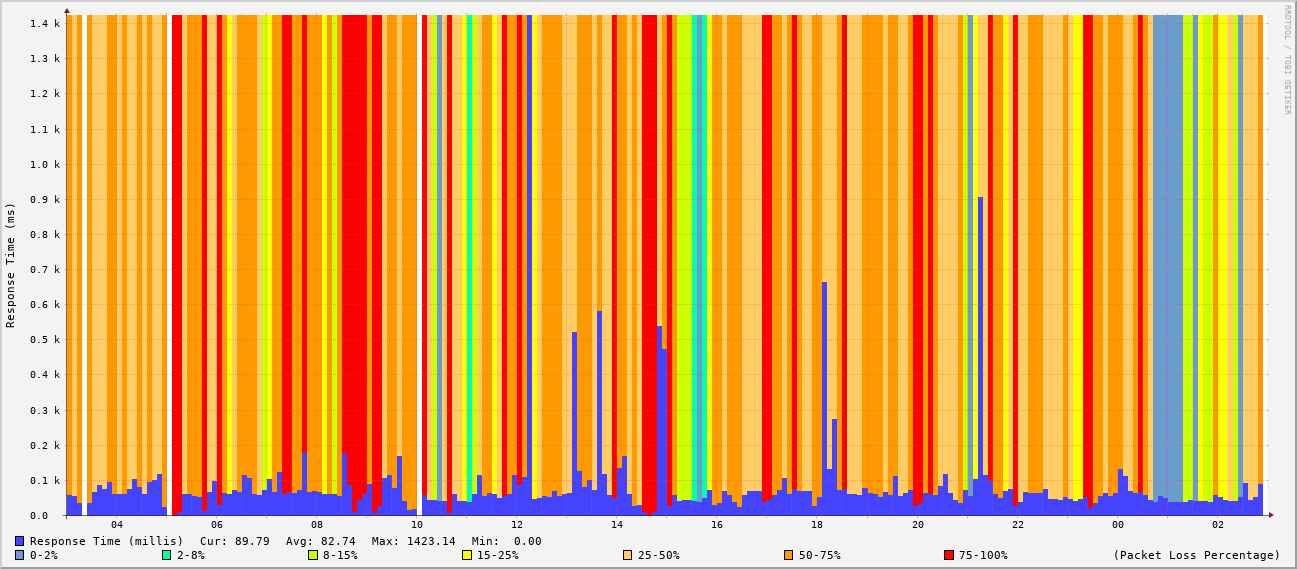 RRDTOOL / TOBI OETIKER
Response Time (ms)
1.4 k
1.3 k
1.2 k
1.1 k
1.0 k
0.9 k
0.8 k
0.7 k
0.6 k
0.5 k
0.4 k
0.3 k
0.2 k
0.1 k
0.0
04 06 08 10 12 14 16 18 20 22 00 02
Response Time (millis) Cur: 89.79 Avg: 82.74 Max: 1423.14 Min: 0.00
0-2% 2-8% 8-15% 15-25% 25-50% 50-75% 75-100% (Packet Loss Percentage)